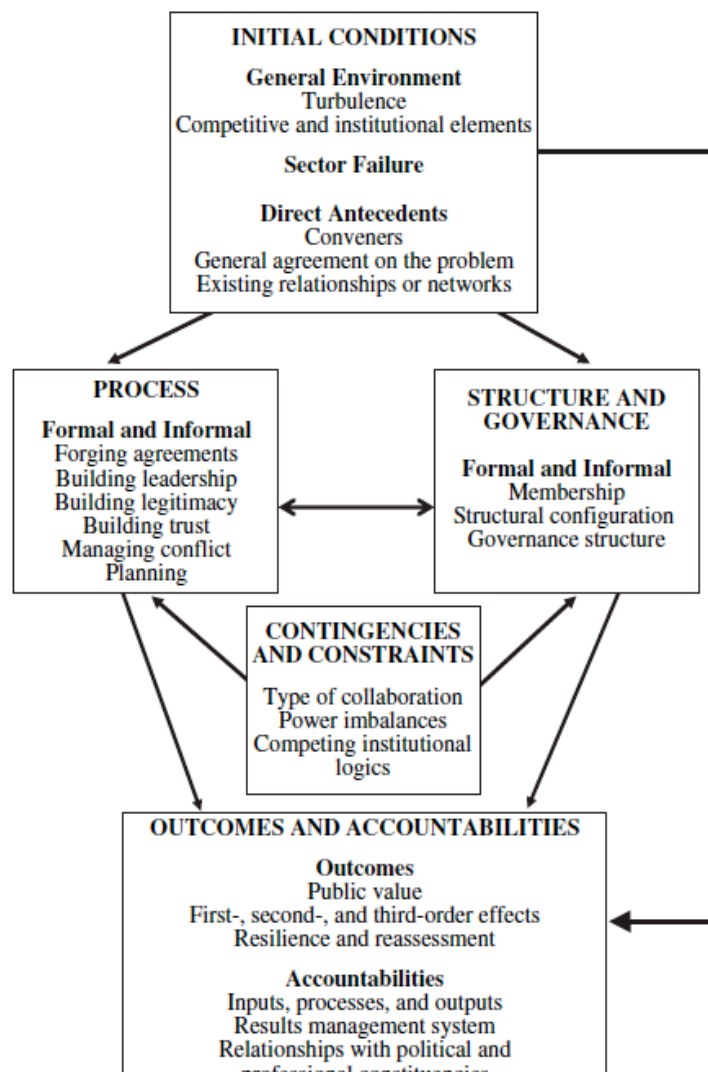 INITIAL CONDITIONS
General Environment
Turbulence
Competitive and institutional elements
Sector Failure
Direct Antecedents
Conveners
General agreement on the problem
Existing relationships or networks
PROCESS
Formal and Informal
Forging agreements
Building leadership
Building legitimacy
Building trust
Managing conflict
Planning
STRUCTURE AND
GOVERNANCE
Formal and Informal
Membership
Structural configuration
Governance structure
CONTINGENCIES
AND CONSTRAINTS
Type of collaboration
Power imbalances
Competing institutional
logics
OUTCOMES AND ACCOUNTABILITIES
Outcomes
Public value
First-, second-, and third-order effects
Resilience and reassessment
Accountabilities
Inputs, processes, and outputs
Results management system
Relationships with political and
professional constituencies